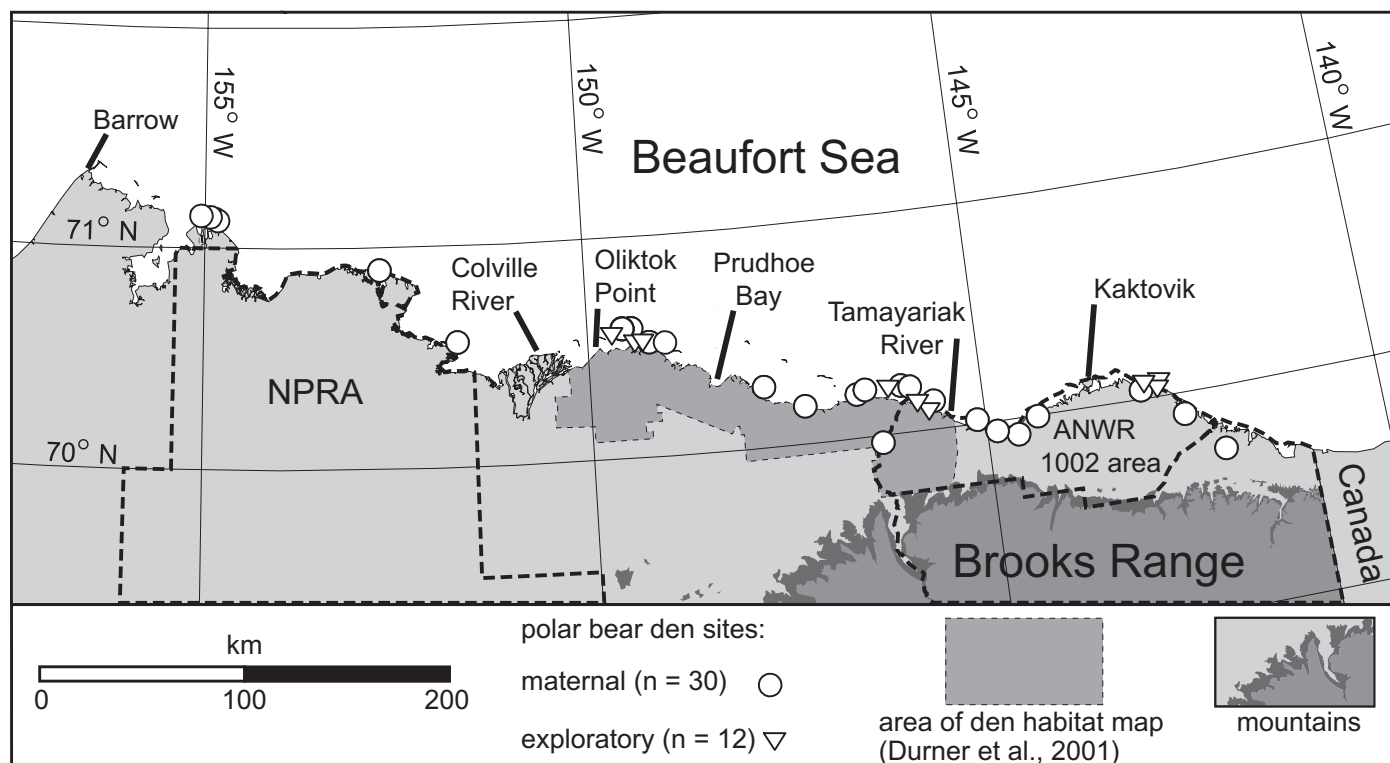 155° W
150° W
145° W
140° W
Barrow
Beaufort Sea
71° N
Colville
River
Oliktok
Point
Prudhoe
Bay
Tamayariak
River
Kaktovik
NPRA
ANWR
1002 area
70° N
Canada
Brooks Range
km
0
100
200
polar bear den sites:
maternal (n = 30)
exploratory (n = 12)
area of den habitat map
(Durner et al., 2001)
mountains